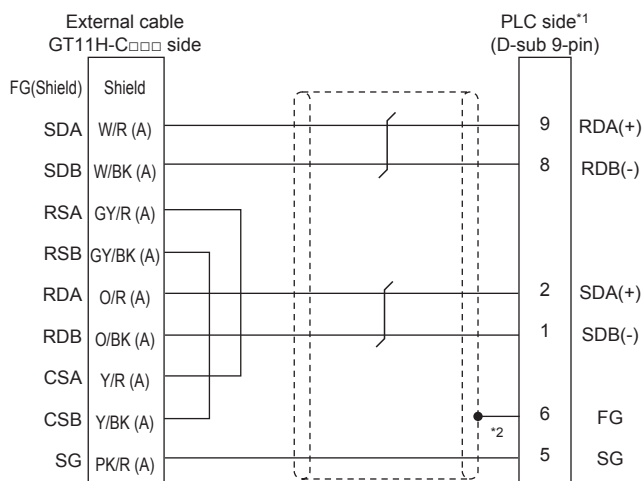 External cable
GT11H-C□□□ side
PLC side*1
(D-sub 9-pin)
FG(Shield) Shield
SDA W/R (A) 9 RDA(+)
SDB W/BK (A) 8 RDB(-)
RSA GY/R (A)
RSB GY/BK (A)
RDA O/R (A) 2 SDA(+)
RDB O/BK (A) 1 SDB(-)
CSA Y/R (A)
CSB Y/BK (A) *2 6 FG
SG PK/R (A) 5 SG